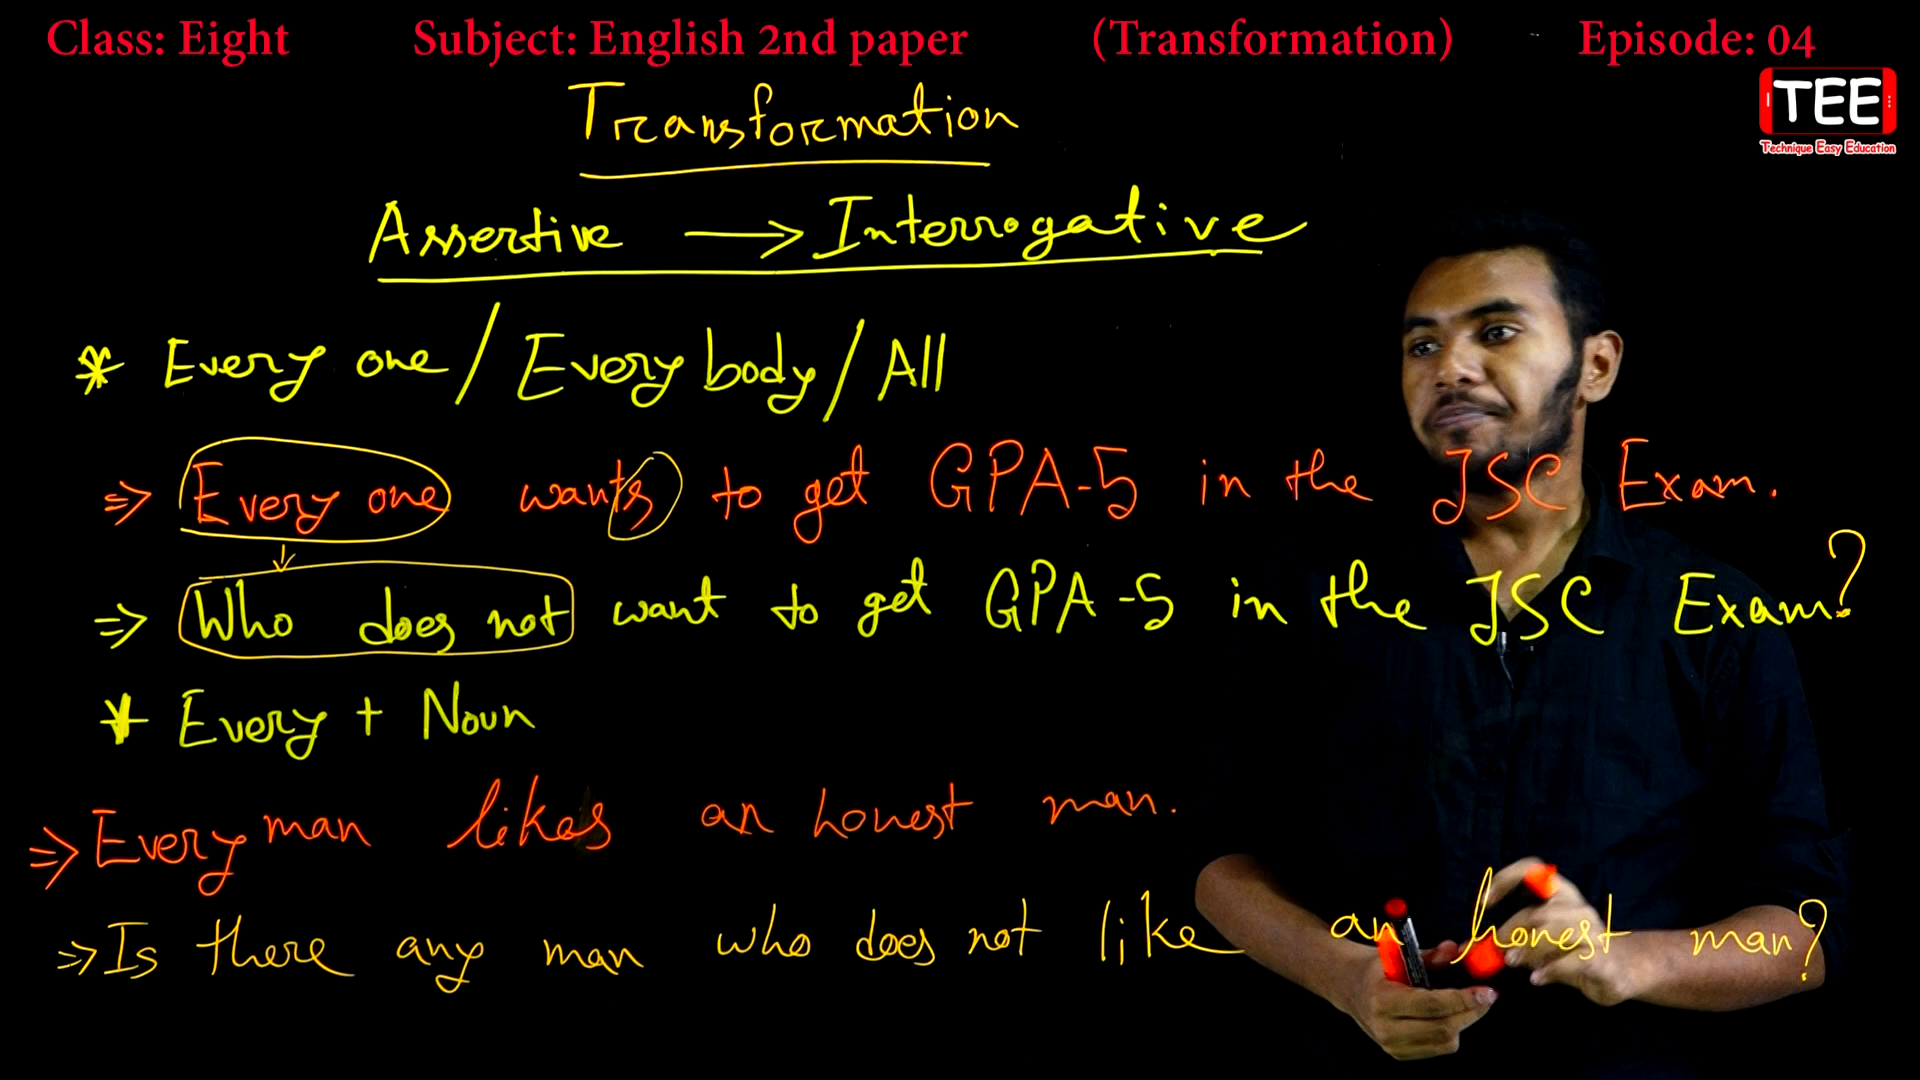 Class: Eight Subject: English 2nd paper (Transformation) Episode: 04
TEE
Technique Easy Education
Transformation
Assertive → Interrogative
* Every one / Every body / All
⇒ Every one wants to get GPA-5 in the JSC Exam.
⇒ Who does not want to get GPA-5 in the JSC Exam?
* Every + Noun
⇒ Every man likes an honest man.
⇒ Is there any man who does not like an honest man?